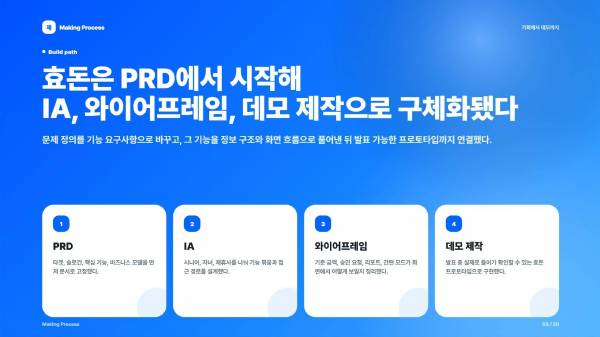 제 Making Process
기획에서 데모까지
Build path
효돈은 PRD에서 시작해
IA, 와이어프레임, 데모 제작으로 구체화됐다
문제 정의를 기능 요구사항으로 바꾸고, 그 기능을 정보 구조와 화면 흐름으로 풀어낸 뒤 발표 가능한 프로토타입까지 연결했다.
1
PRD
타겟, 슬로건, 핵심 기능, 비즈니스 모델을 먼
저 문서로 고정했다.
2
IA
시니어, 자녀, 제휴사를 나눠 기능 묶음과 접
근 경로를 설계했다.
3
와이어프레임
기준 금액, 승인 요청, 리포트, 간편 모드가 화
면에서 어떻게 보일지 정리했다.
4
데모 제작
발표 중 실제로 돌아가 확인할 수 있는 효돈
프로토타입으로 구현했다.
Making Process